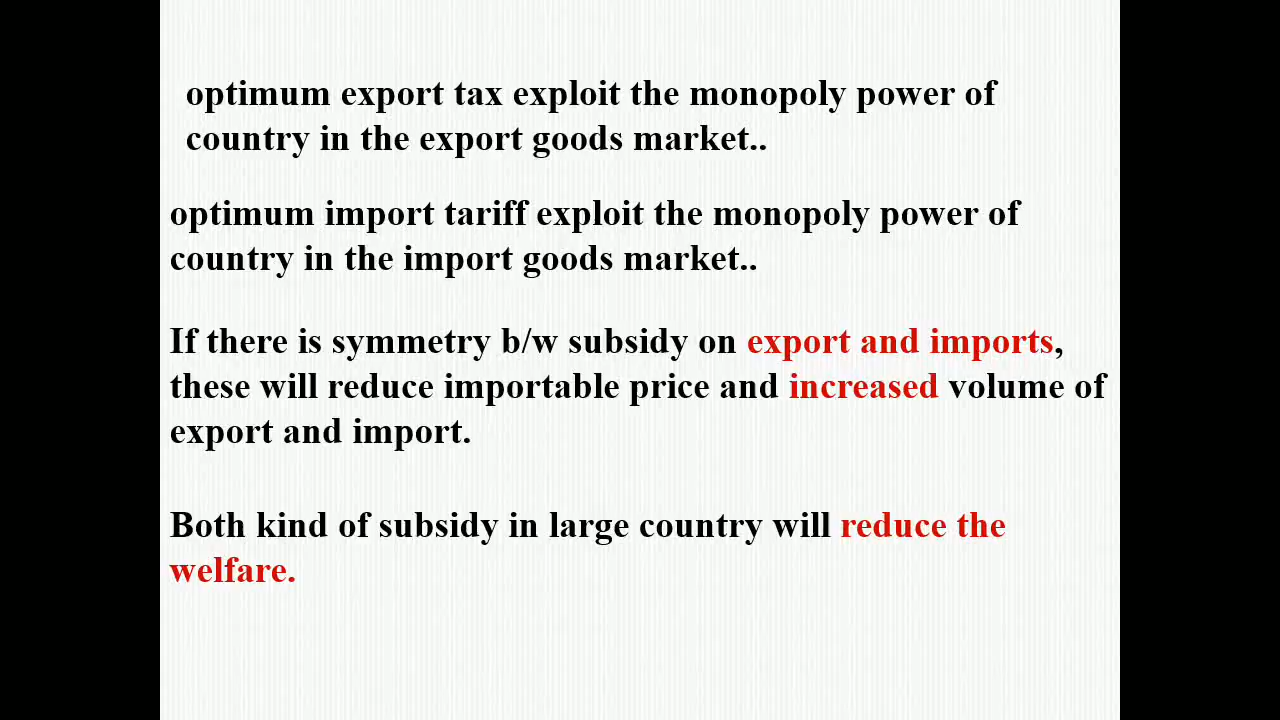 optimum export tax exploit the monopoly power of
country in the export goods market..
optimum import tariff exploit the monopoly power of
country in the import goods market..
If there is symmetry b/w subsidy on export and imports,
these will reduce importable price and increased volume of
export and import.
Both kind of subsidy in large country will reduce the
welfare.